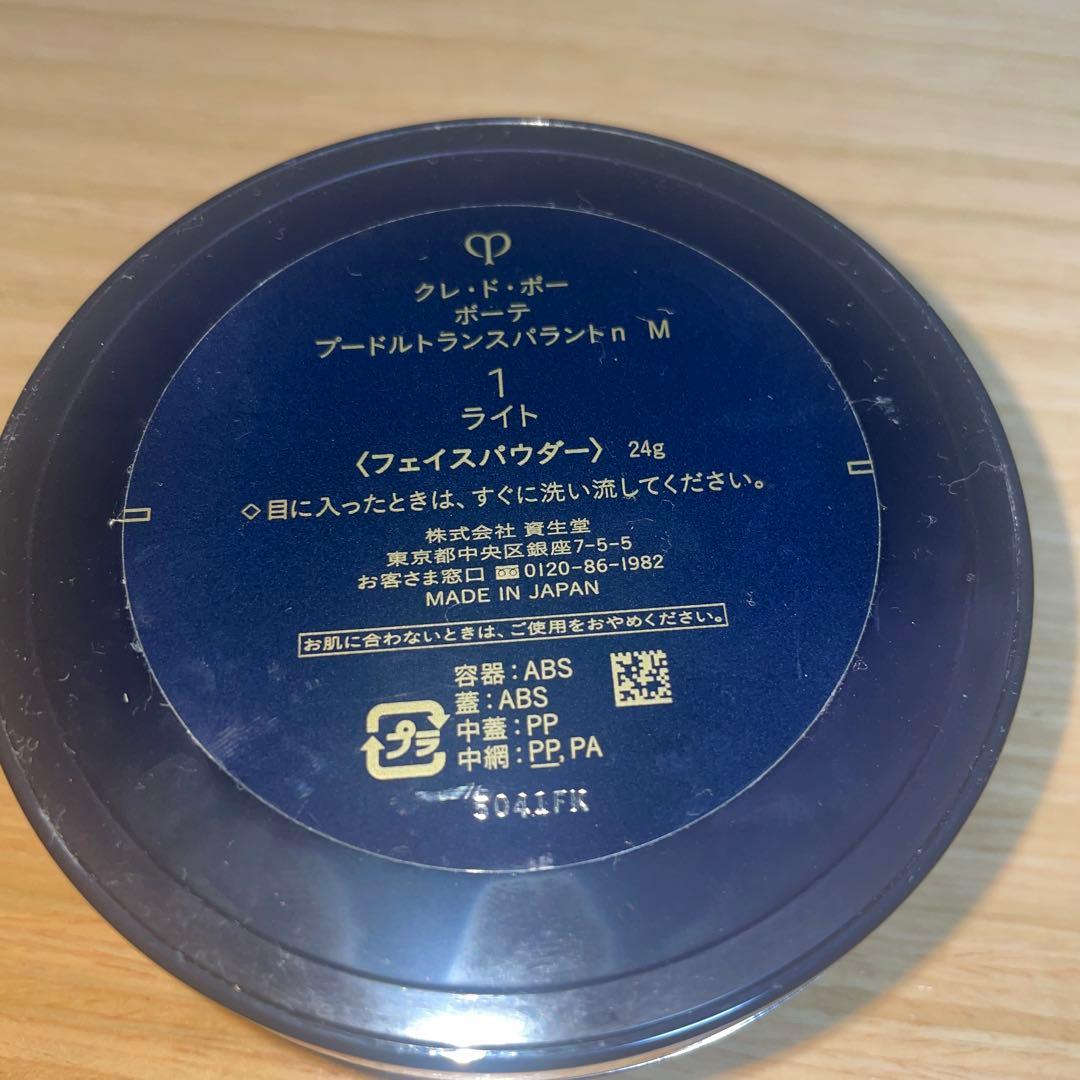 クレ・ド・ポー
ボーテ
プードルトランスパラントn M
1
ライト
〈フェイスパウダー〉 24g
◇目に入ったときは、すぐに洗い流してください。
株式会社 資生堂
東京都中央区銀座7-5-5
お客さま窓口 0120-86-1982
MADE IN JAPAN
お肌に合わないときは、ご使用をおやめください。
容器:ABS
蓋:ABS
中蓋:PP
中網:PP,PA
プラ
5041FK